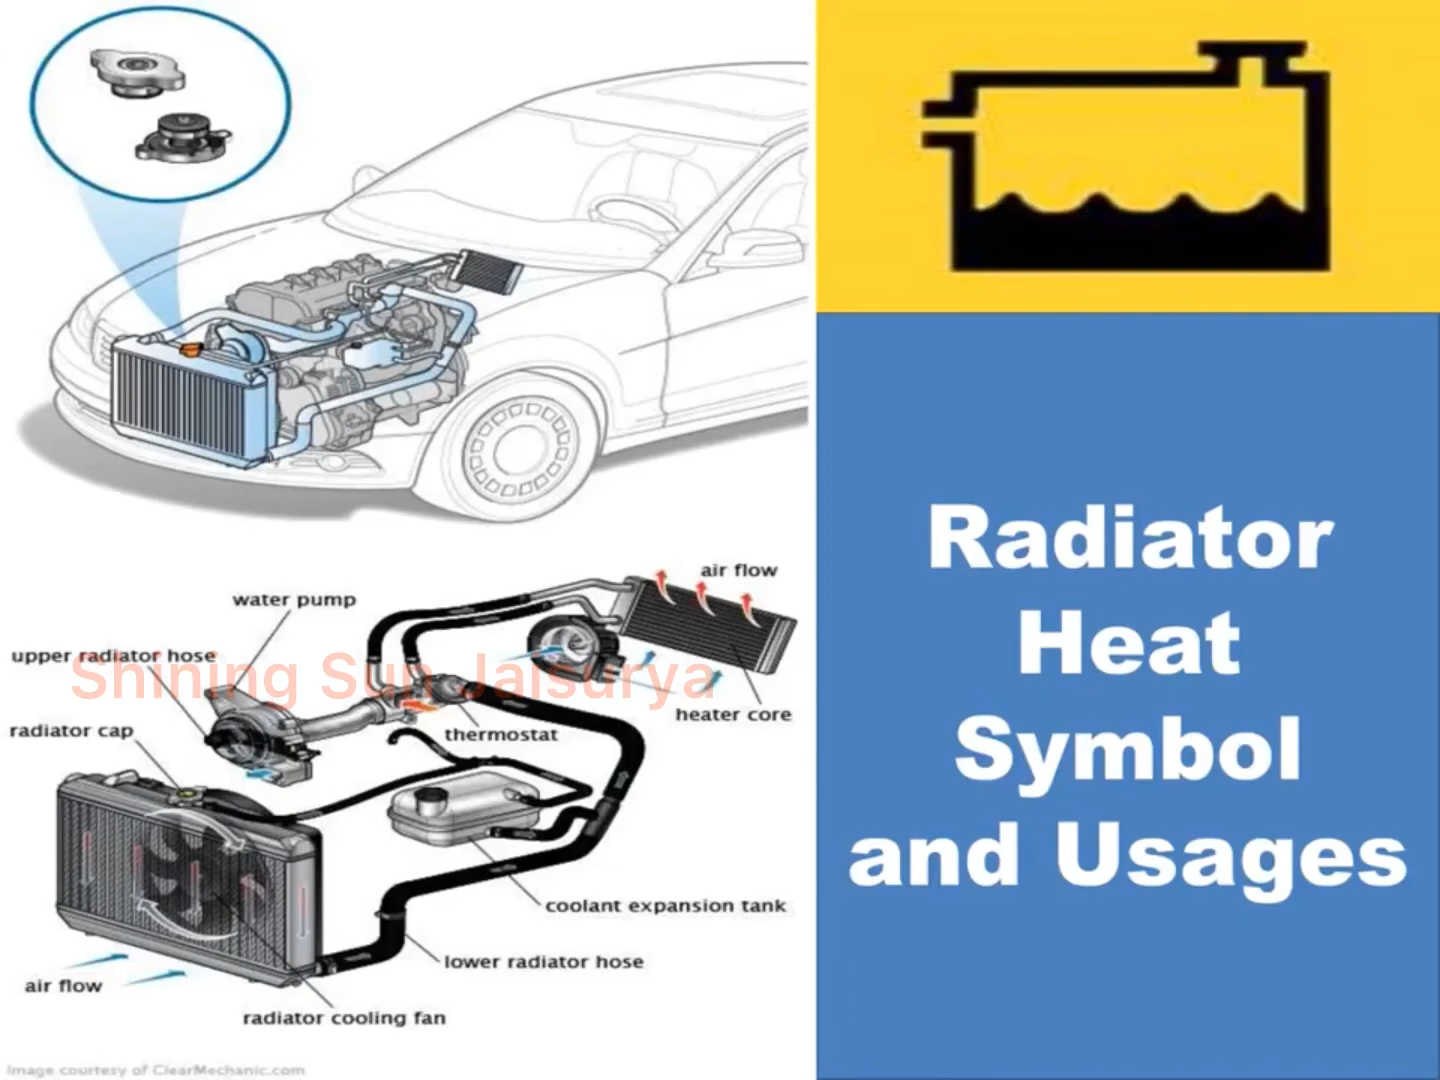 air flow
water pump
upper radiator hose
Shining Sun Jaisurya
heater core
radiator cap
thermostat
coolant expansion tank
lower radiator hose
air flow
radiator cooling fan
Image courtesy of ClearMechanic.com
Radiator
Heat
Symbol
and Usages